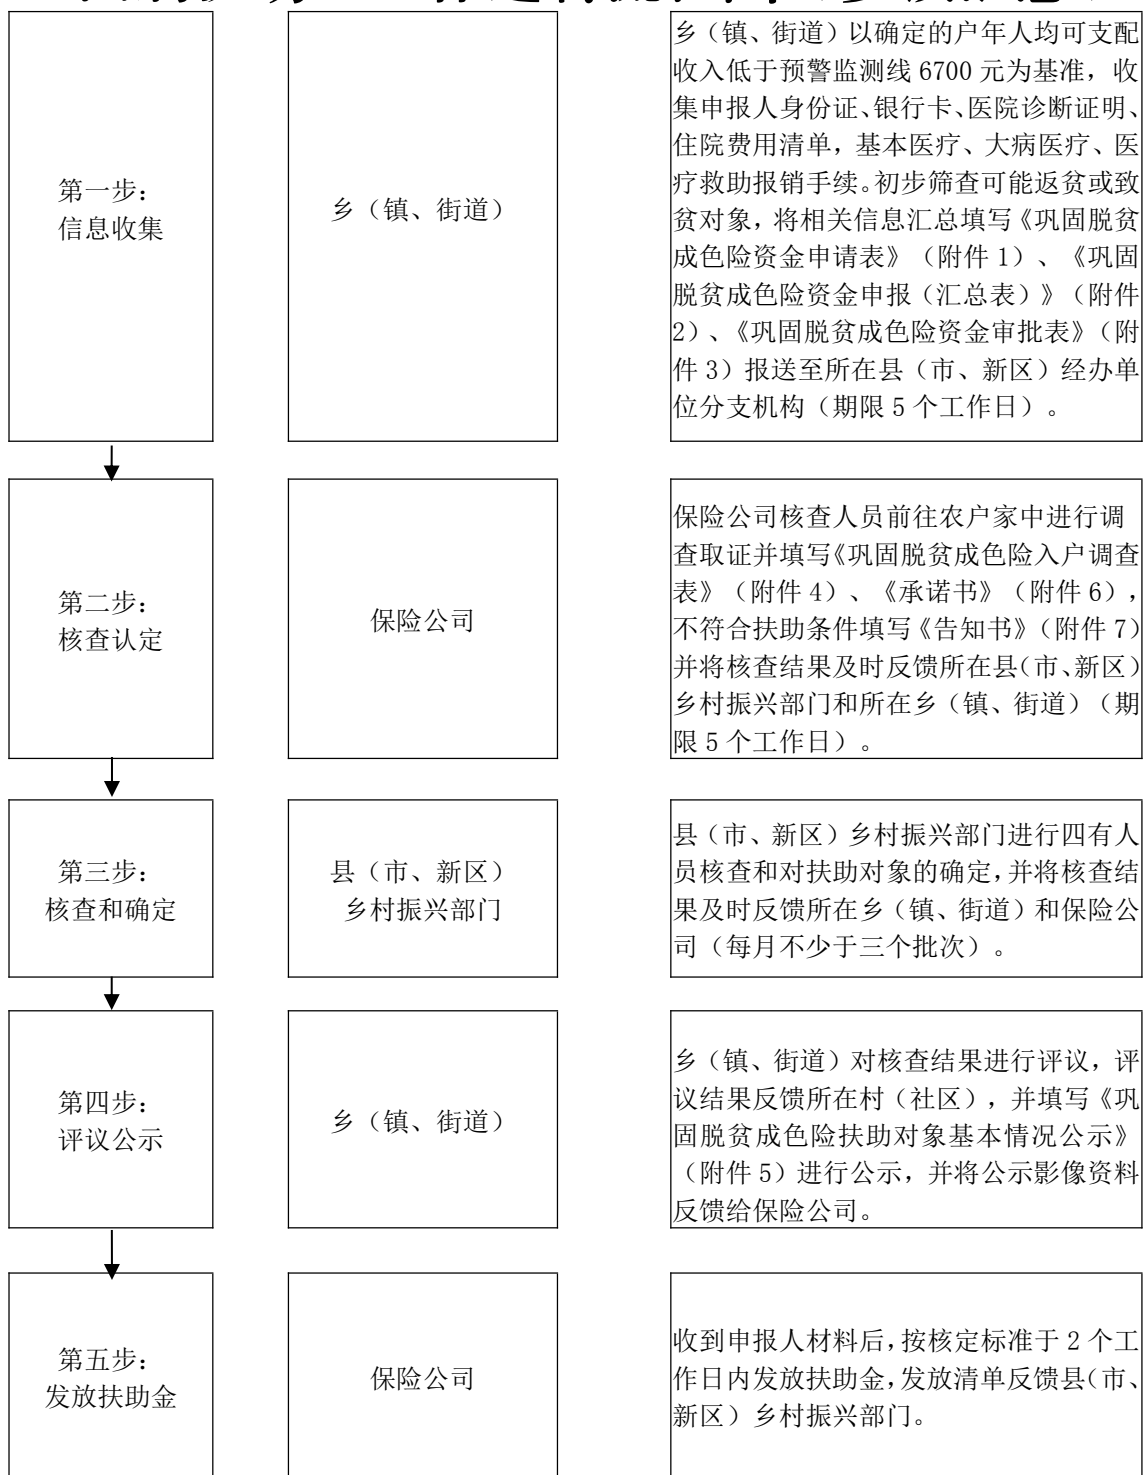 第一步：
信息收集
乡（镇、街道）
乡（镇、街道）以确定的户年人均可支配
收入低于预警监测线 6700 元为基准，收
集申报人身份证、银行卡、医院诊断证明、
住院费用清单，基本医疗、大病医疗、医
疗救助报销手续。初步筛查可能返贫或致
贫对象，将相关信息汇总填写《巩固脱贫
成色险资金申请表》（附件 1）、《巩固
脱贫成色险资金申报（汇总表）》（附件
2）、《巩固脱贫成色险资金审批表》（附
件 3）报送至所在县（市、新区）经办单
位分支机构（期限 5 个工作日）。
第二步：
核查认定
保险公司
保险公司核查人员前往农户家中进行调
查取证并填写《巩固脱贫成色险入户调查
表》（附件 4）、《承诺书》（附件 6），
不符合扶助条件填写《告知书》（附件 7）
并将核查结果及时反馈所在县（市、新区）
乡村振兴部门和所在乡（镇、街道）（期
限 5 个工作日）。
第三步：
核查和确定
县（市、新区）
乡村振兴部门
县（市、新区）乡村振兴部门进行四有人
员核查和对扶助对象的确定，并将核查结
果及时反馈所在乡（镇、街道）和保险公
司（每月不少于三个批次）。
第四步：
评议公示
乡（镇、街道）
乡（镇、街道）对核查结果进行评议，评
议结果反馈所在村（社区），并填写《巩
固脱贫成色险扶助对象基本情况公示》
（附件 5）进行公示，并将公示影像资料
反馈给保险公司。
第五步：
发放扶助金
保险公司
收到申报人材料后，按核定标准于 2 个工
作日内发放扶助金，发放清单反馈县（市、
新区）乡村振兴部门。